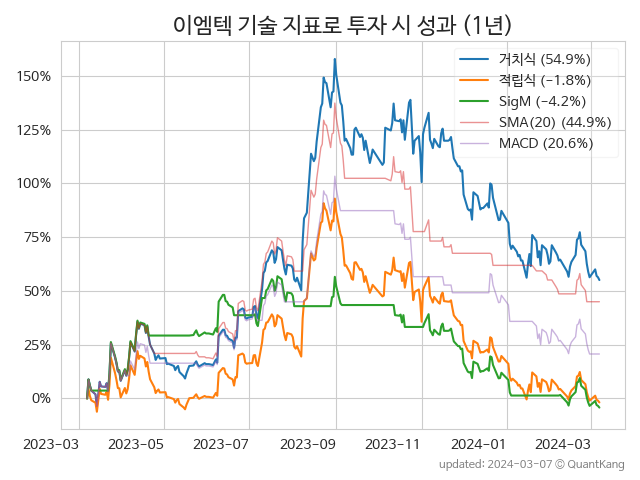 이엠텍 기술 지표로 투자 시 성과 (1년)
거치식 (54.9%)
적립식 (−1.8%)
SigM (−4.2%)
SMA(20) (44.9%)
MACD (20.6%)
150%
125%
100%
75%
50%
25%
0%
2023-03 2023-05 2023-07 2023-09 2023-11 2024-01 2024-03
updated: 2024-03-07 © QuantKang